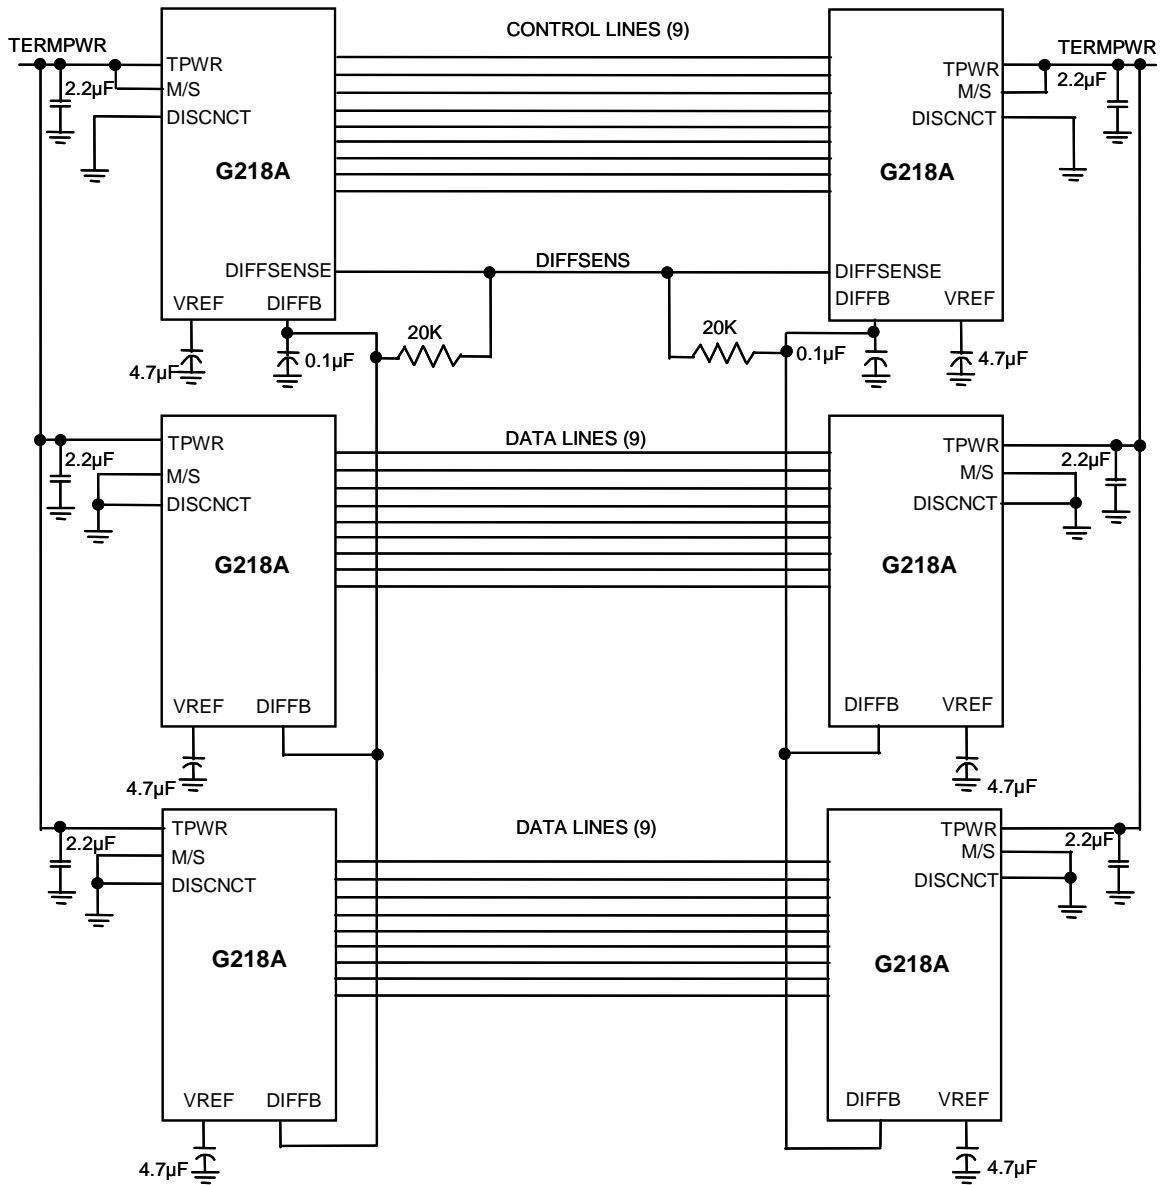 CONTROL LINES (9)
TERMPWR
TERMPWR
TPWR
2.2µF
M/S
DISCNCT
G218A
DIFFSENSE
VREF
DIFFB
4.7µF
0.1µF
20K
DIFFSENS
20K
TPWR
2.2µF
M/S
DISCNCT
G218A
DIFFSENSE
DIFFB
VREF
0.1µF
4.7µF
DATA LINES (9)
TPWR
2.2µF
M/S
DISCNCT
G218A
VREF
DIFFB
4.7µF
TPWR
2.2µF
M/S
DISCNCT
G218A
DIFFB
VREF
4.7µF
DATA LINES (9)
TPWR
2.2µF
M/S
DISCNCT
G218A
VREF
DIFFB
4.7µF
TPWR
2.2µF
M/S
DISCNCT
G218A
DIFFB
VREF
4.7µF